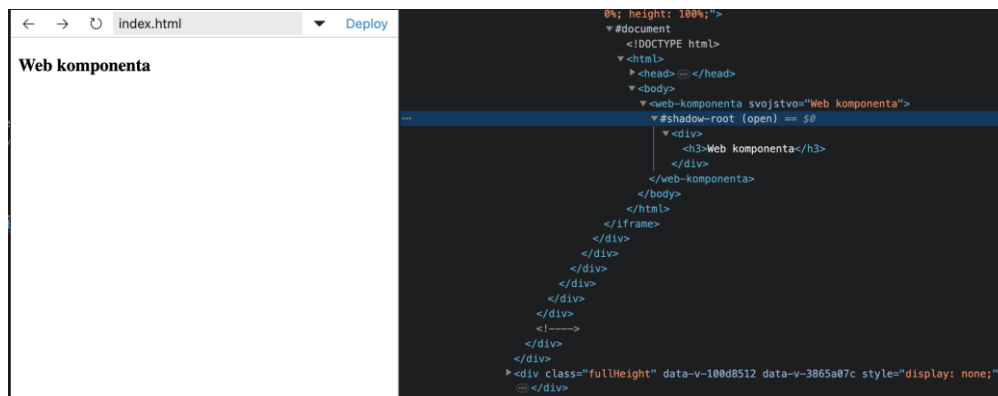 ← → ↻ index.html ▼ Deploy
Web komponenta
0%; height: 100%;">
▼#document
<!DOCTYPE html>
▼<html>
▶<head>…</head>
▼<body>
▼<web-komponenta svojstvo="Web komponenta">
… ▼#shadow-root (open) == $0
▼<div>
<h3>Web komponenta</h3>
</div>
</web-komponenta>
</body>
</html>
</iframe>
</div>
</div>
</div>
</div>
</div>
</div>
<!---->
</div>
</div>
▶<div class="fullHeight" data-v-100d8512 data-v-3865a07c style="display: none;"
…</div>